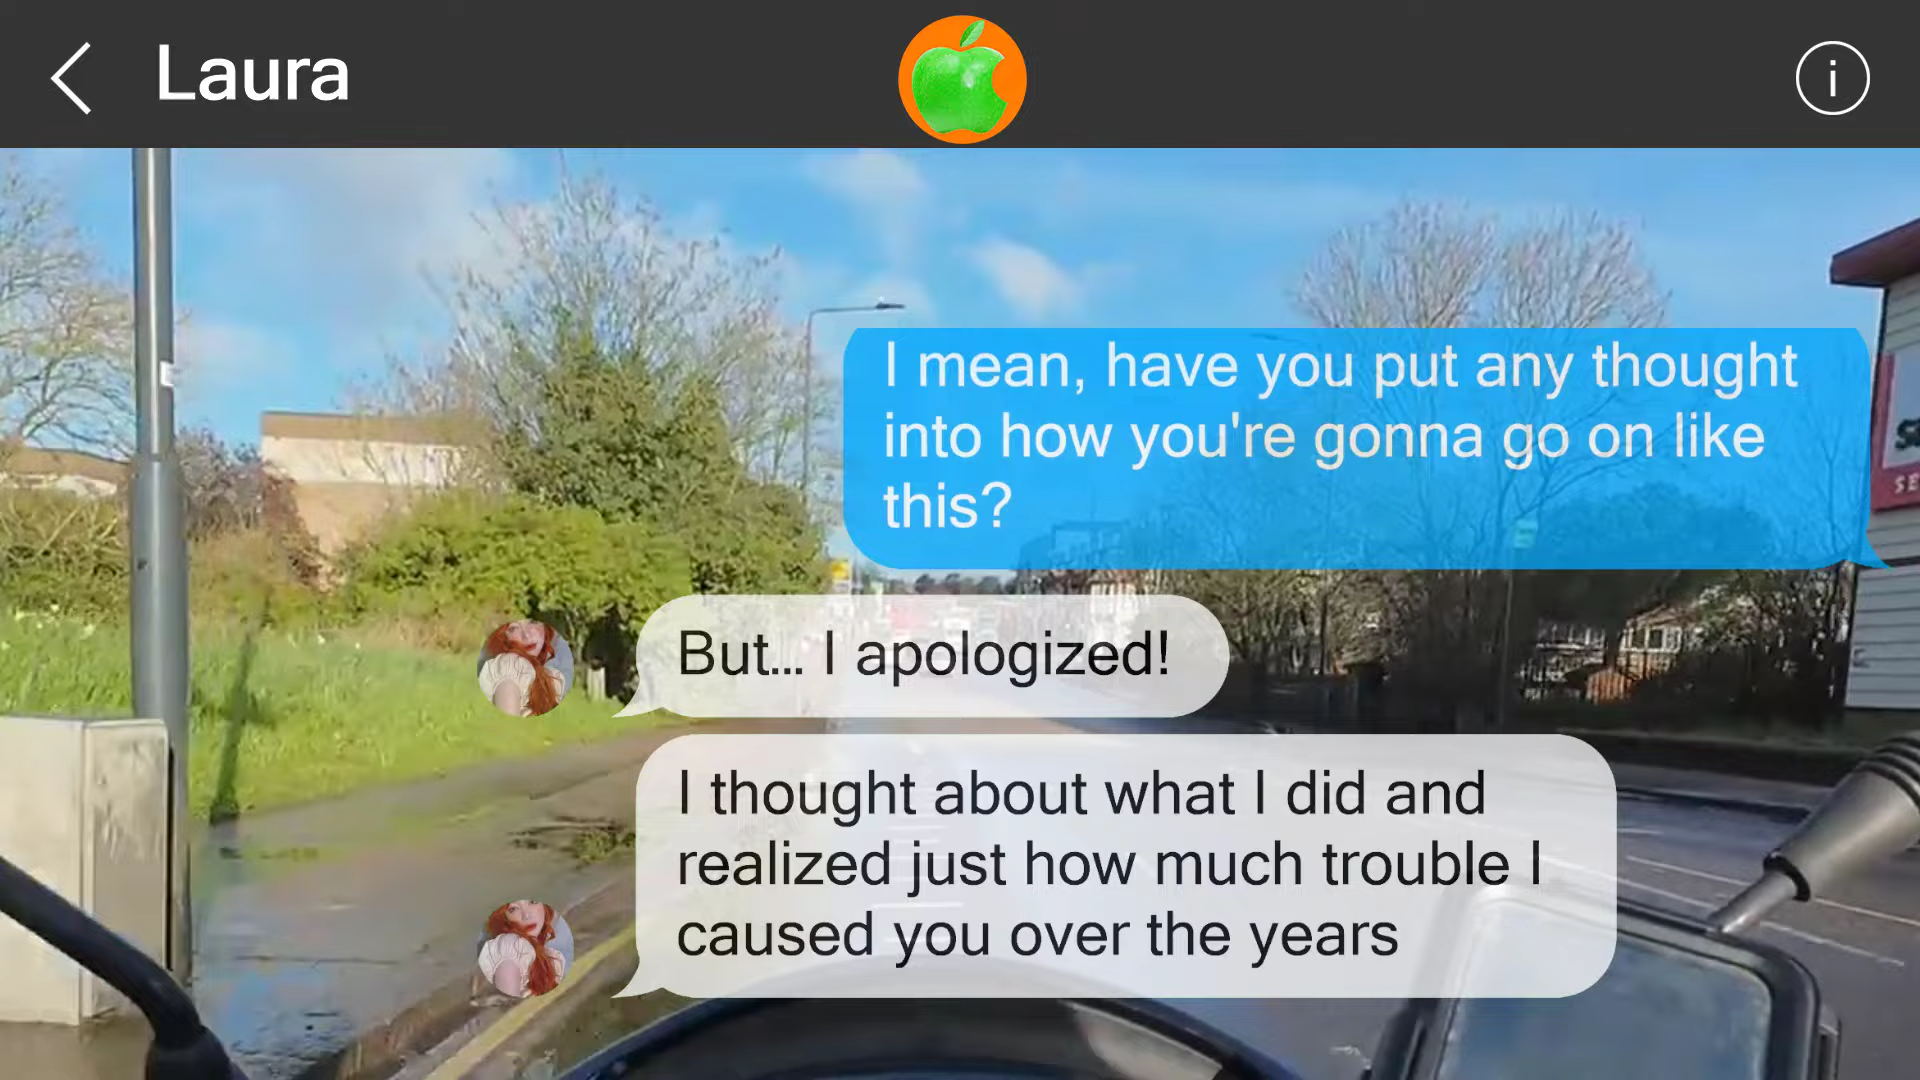 Laura
i
I mean, have you put any thought
into how you're gonna go on like
this?
But... I apologized!
I thought about what I did and
realized just how much trouble I
caused you over the years